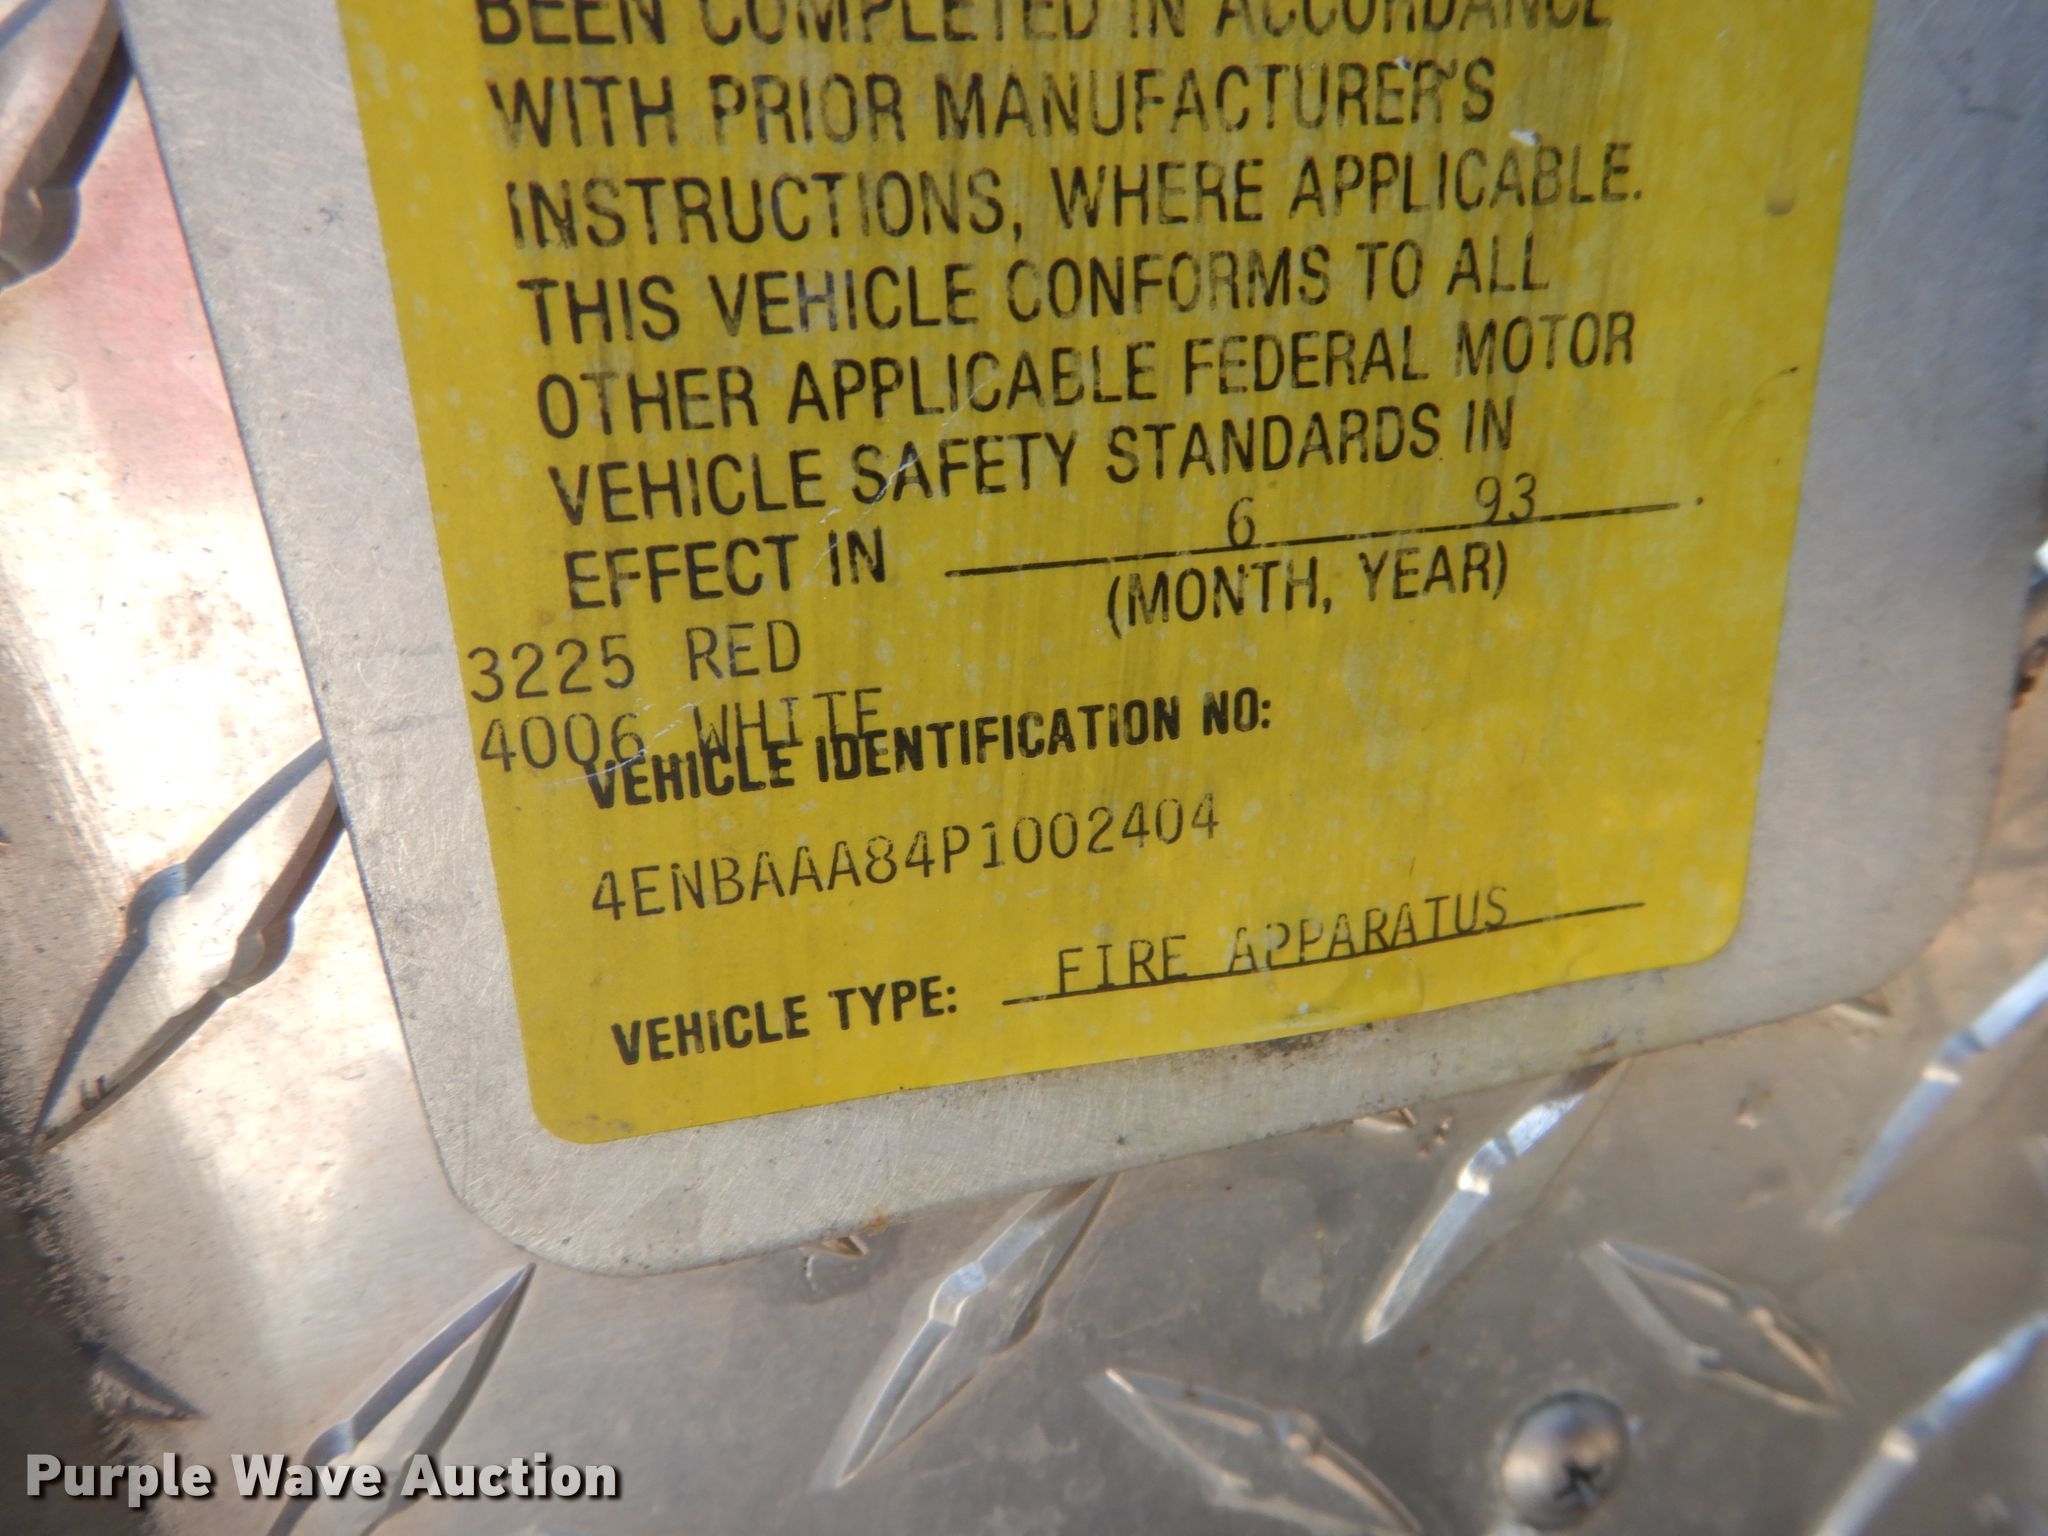 BEEN COMPLETED IN ACCORDANCE
WITH PRIOR MANUFACTURER'S
INSTRUCTIONS, WHERE APPLICABLE.
THIS VEHICLE CONFORMS TO ALL
OTHER APPLICABLE FEDERAL MOTOR
VEHICLE SAFETY STANDARDS IN
EFFECT IN 6 93.
(MONTH, YEAR)
3225 RED
4006 WHITE
VEHICLE IDENTIFICATION NO:
4ENBAAA84P1002404
VEHICLE TYPE: FIRE APPARATUS
Purple Wave Auction